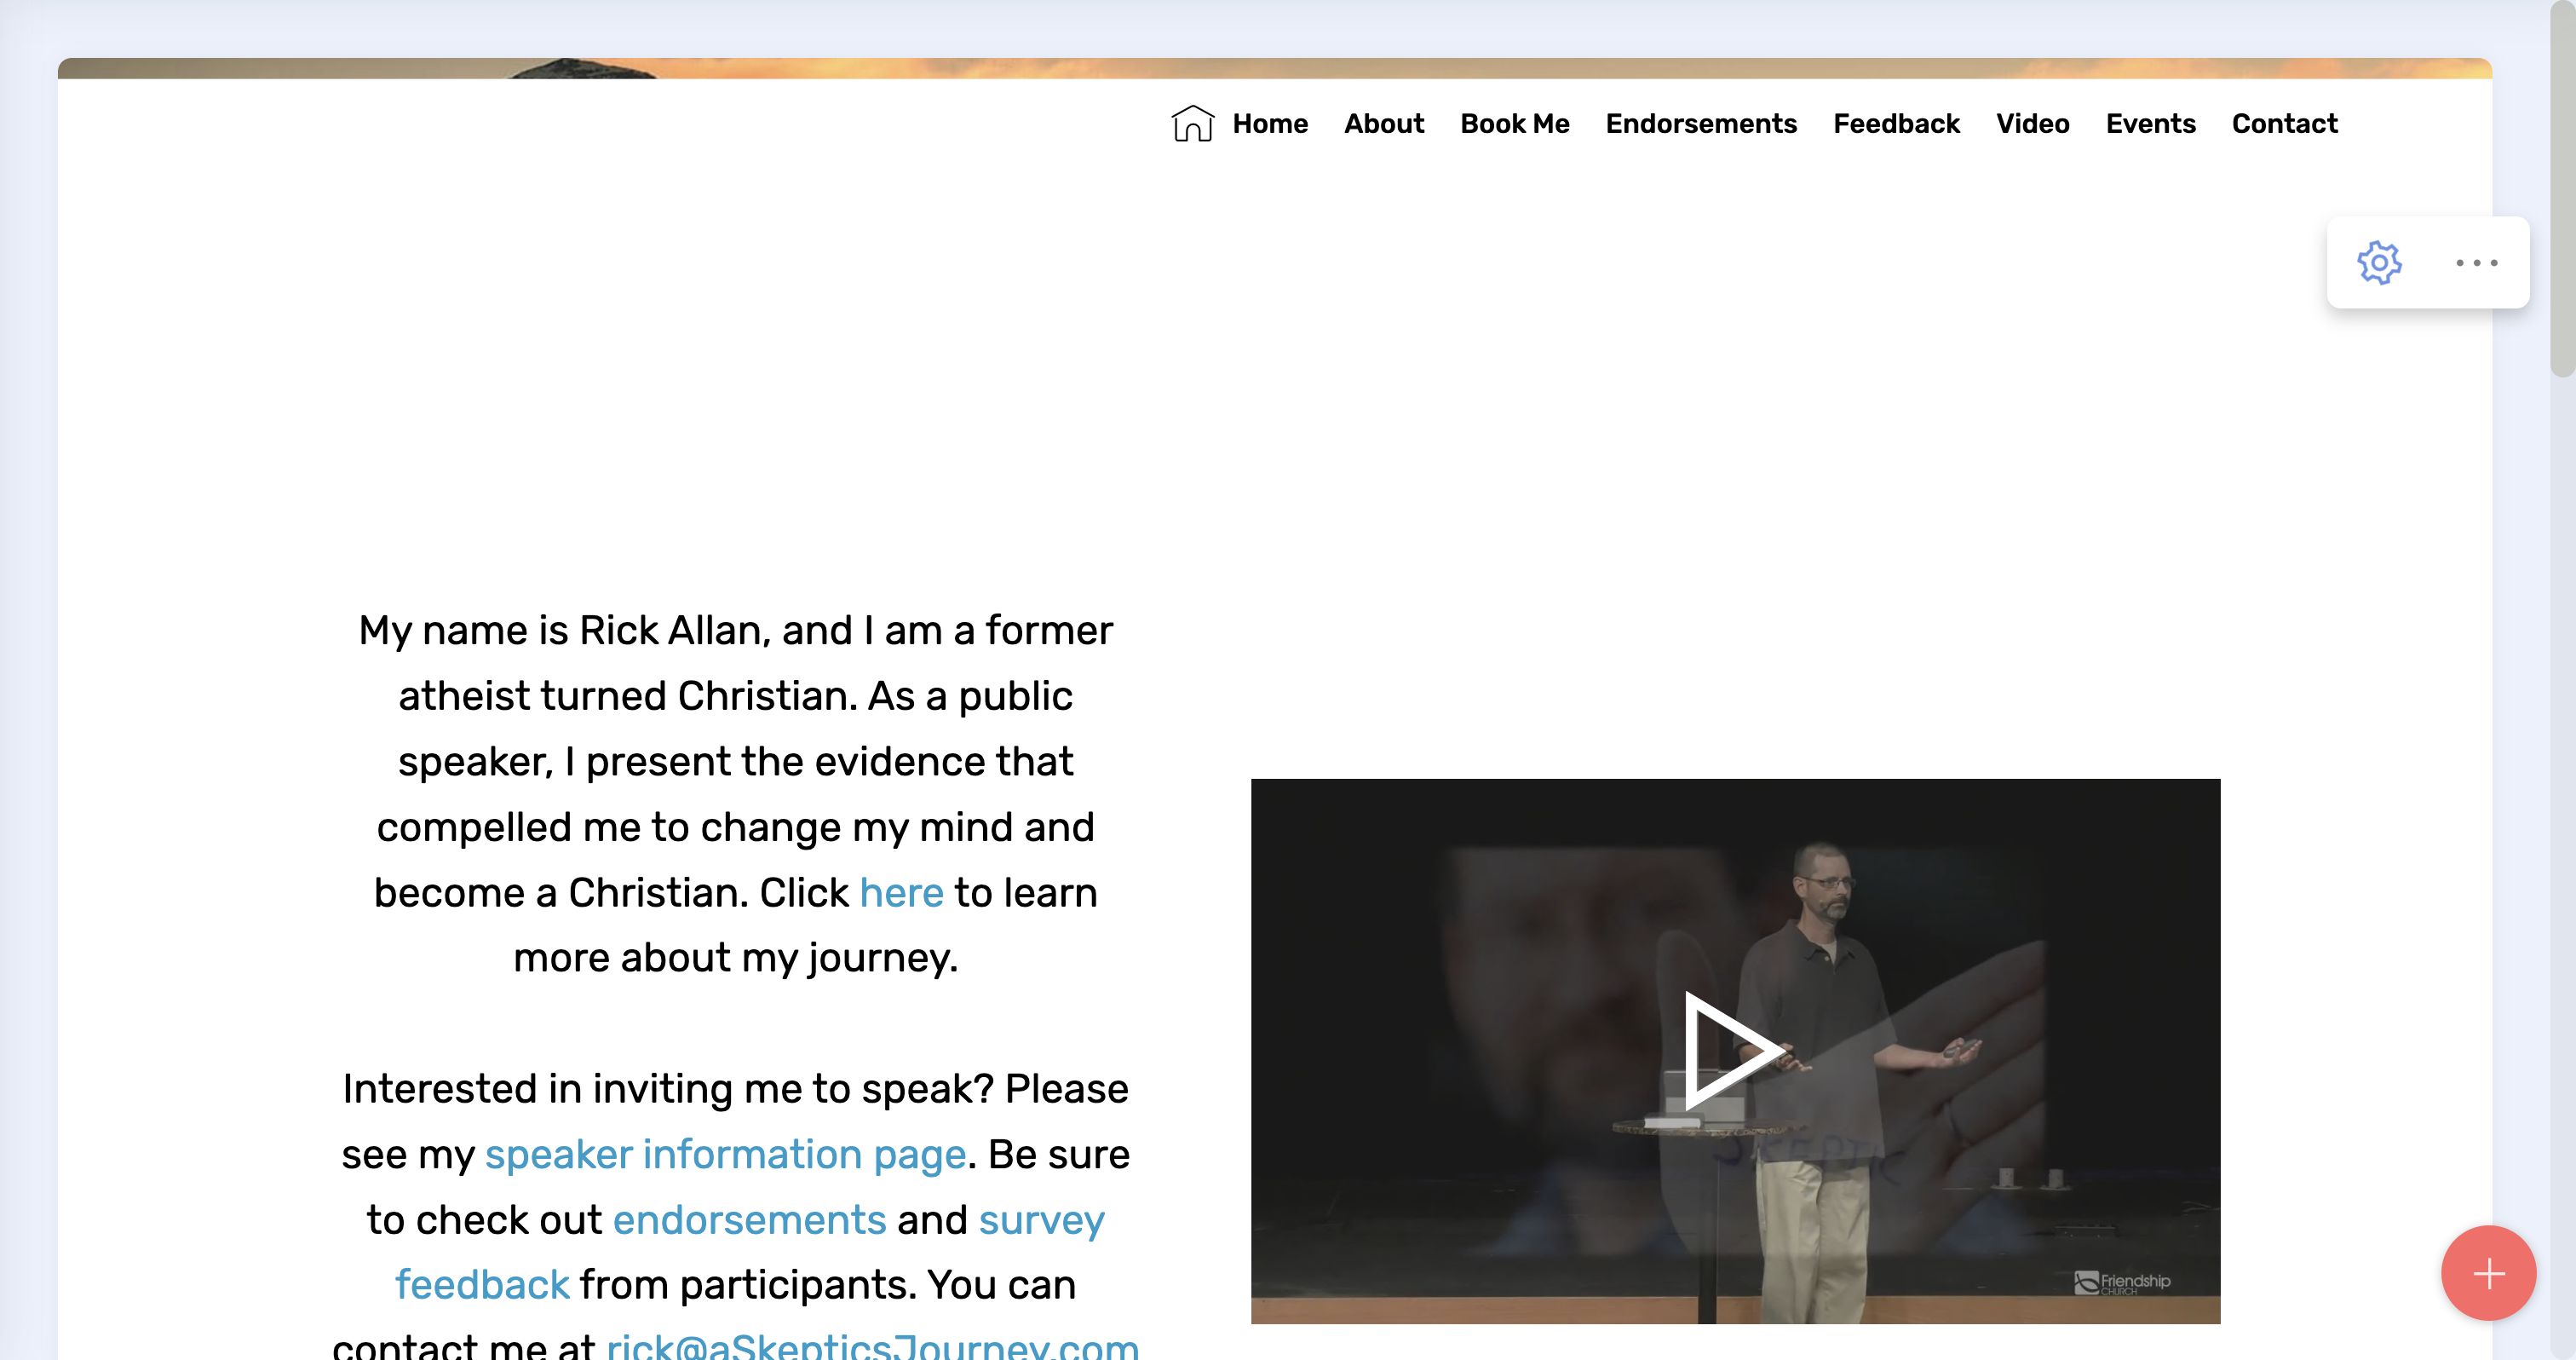 Home About Book Me Endorsements Feedback Video Events Contact
My name is Rick Allan, and I am a former
atheist turned Christian. As a public
speaker, I present the evidence that
compelled me to change my mind and
become a Christian. Click here to learn
more about my journey.
Interested in inviting me to speak? Please
see my speaker information page. Be sure
to check out endorsements and survey
feedback from participants. You can
contact me at rick@aSkepticsJourney.com
SKEPTIC
Friendship
CHURCH